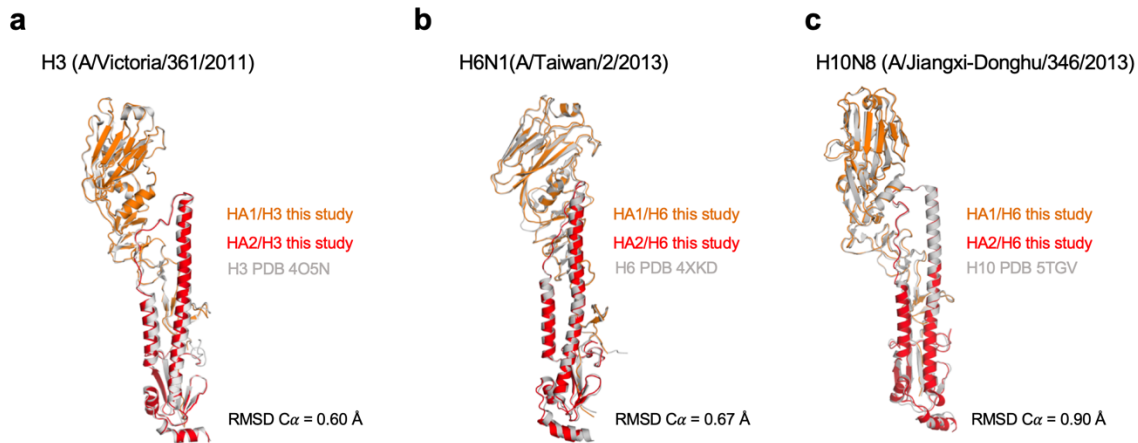 a
H3 (A/Victoria/361/2011)
HA1/H3 this study
HA2/H3 this study
H3 PDB 4O5N
RMSD Cα = 0.60 Å
b
H6N1(A/Taiwan/2/2013)
HA1/H6 this study
HA2/H6 this study
H6 PDB 4XKD
RMSD Cα = 0.67 Å
c
H10N8 (A/Jiangxi-Donghu/346/2013)
HA1/H6 this study
HA2/H6 this study
H10 PDB 5TGV
RMSD Cα = 0.90 Å